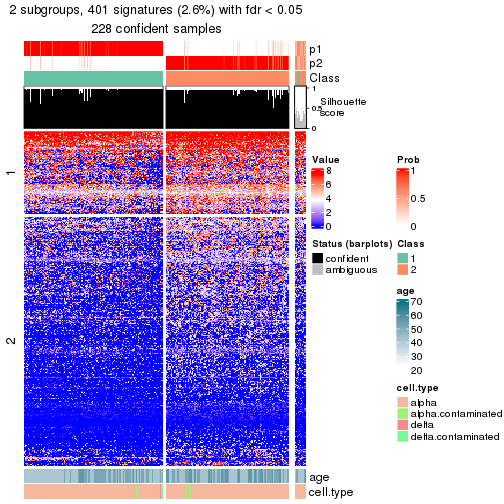 2 subgroups, 401 signatures (2.6%) with fdr < 0.05
228 confident samples
p1
p2
Class
1
0.5
0
Silhouette
score
1
2
age
cell.type
Value
8
6
4
2
0
Prob
1
0.5
0
Status (barplots)
confident
ambiguous
Class
1
2
age
70
60
50
40
30
20
cell.type
alpha
alpha.contaminated
delta
delta.contaminated